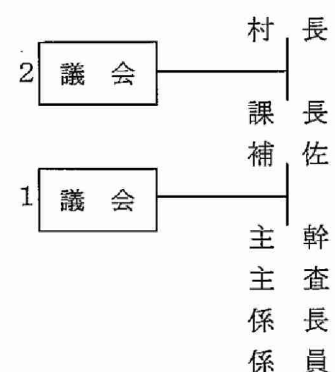 村 長
2 議 会
課 長
補 佐
1 議 会
主 幹
主 査
係 長
係 員